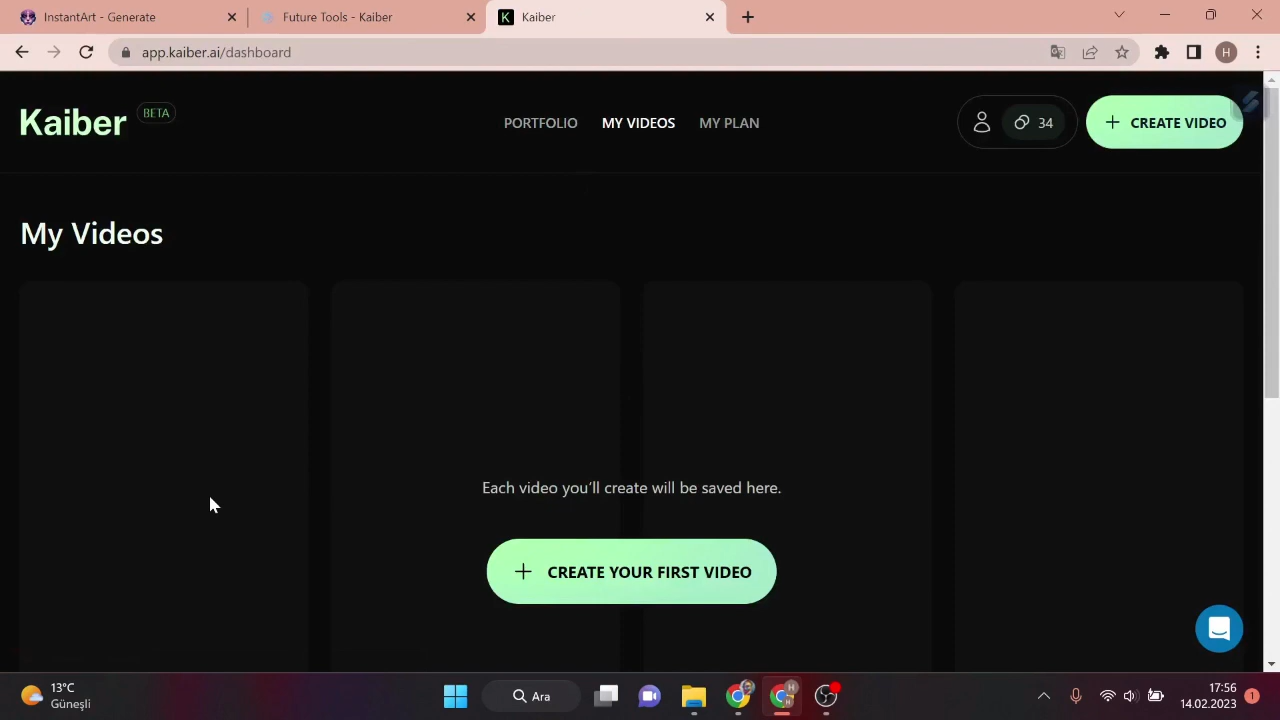 InstantArt - Generate
Future Tools - Kaiber
K Kaiber
app.kaiber.ai/dashboard
H
Kaiber BETA
PORTFOLIO
MY VIDEOS
MY PLAN
34
CREATE VIDEO
My Videos
Each video you'll create will be saved here.
CREATE YOUR FIRST VIDEO
13°C
Güneşli
Ara
H
17:56
14.02.2023
1